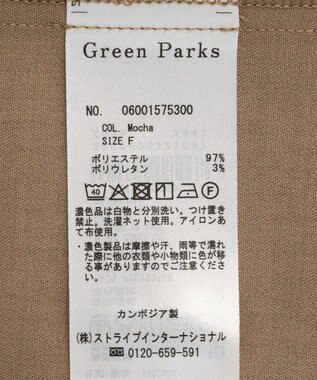 Green Parks
NO. 06001575300
COL. Mocha
SIZE F
ポリエステル 97%
ポリウレタン 3%
40 F
濃色品は白物と分別洗い。つけ置き
禁止。洗濯ネット使用。アイロンあ
て布使用。
・濃色製品は摩擦や汗、雨等で濡れ
た際に他の衣類や小物類に色が移
る事がありますのでご注意くださ
い。
カンボジア製
(株)ストライプインターナショナル
0120-659-591